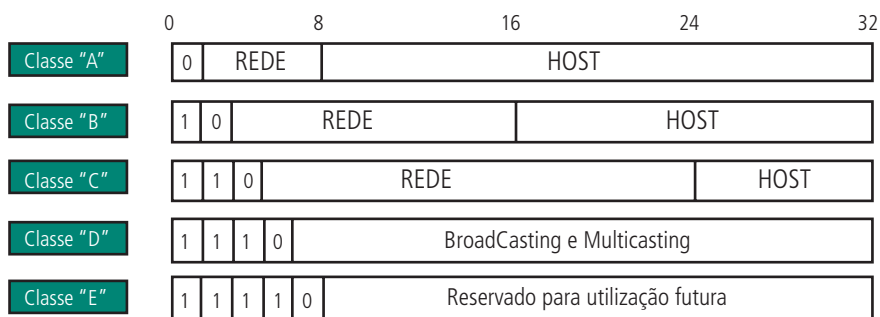 0 8 16 24 32
Classe "A" 0 REDE HOST
Classe "B" 1 0 REDE HOST
Classe "C" 1 1 0 REDE HOST
Classe "D" 1 1 1 0 BroadCasting e Multicasting
Classe "E" 1 1 1 1 0 Reservado para utilização futura